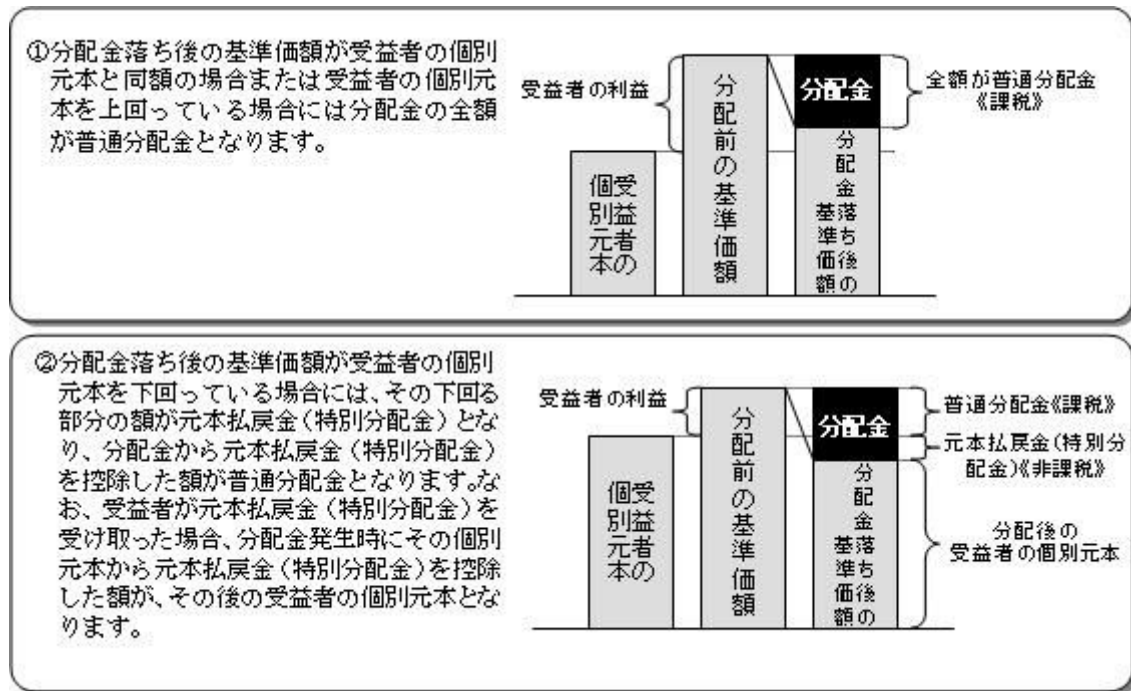 ①分配金落ち後の基準価額が受益者の個別
元本と同額の場合または受益者の個別元
本を上回っている場合には分配金の全額
が普通分配金となります。
受益者の利益
受益者の
個別元本
分配前の基準価額
分配金
分配金落ち後の
基準価額
全額が普通分配金
《課税》
②分配金落ち後の基準価額が受益者の個別
元本を下回っている場合には、その下回る
部分の額が元本払戻金(特別分配金)とな
り、分配金から元本払戻金(特別分配金)
を控除した額が普通分配金となります。な
お、受益者が元本払戻金(特別分配金)を
受け取った場合、分配金発生時にその個別
元本から元本払戻金(特別分配金)を控除
した額が、その後の受益者の個別元本とな
ります。
受益者の利益
受益者の
個別元本
分配前の基準価額
分配金
分配金落ち後の
基準価額
普通分配金《課税》
元本払戻金(特別分
配金)《非課税》
分配後の
受益者の個別元本